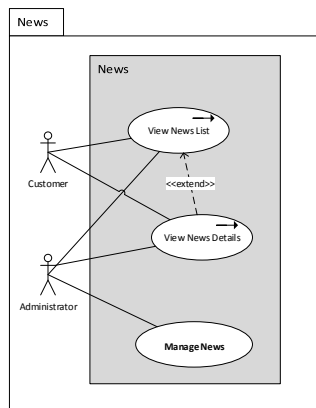 News
News
View News List
Customer
<<extend>>
View News Details
Administrator
Manage News